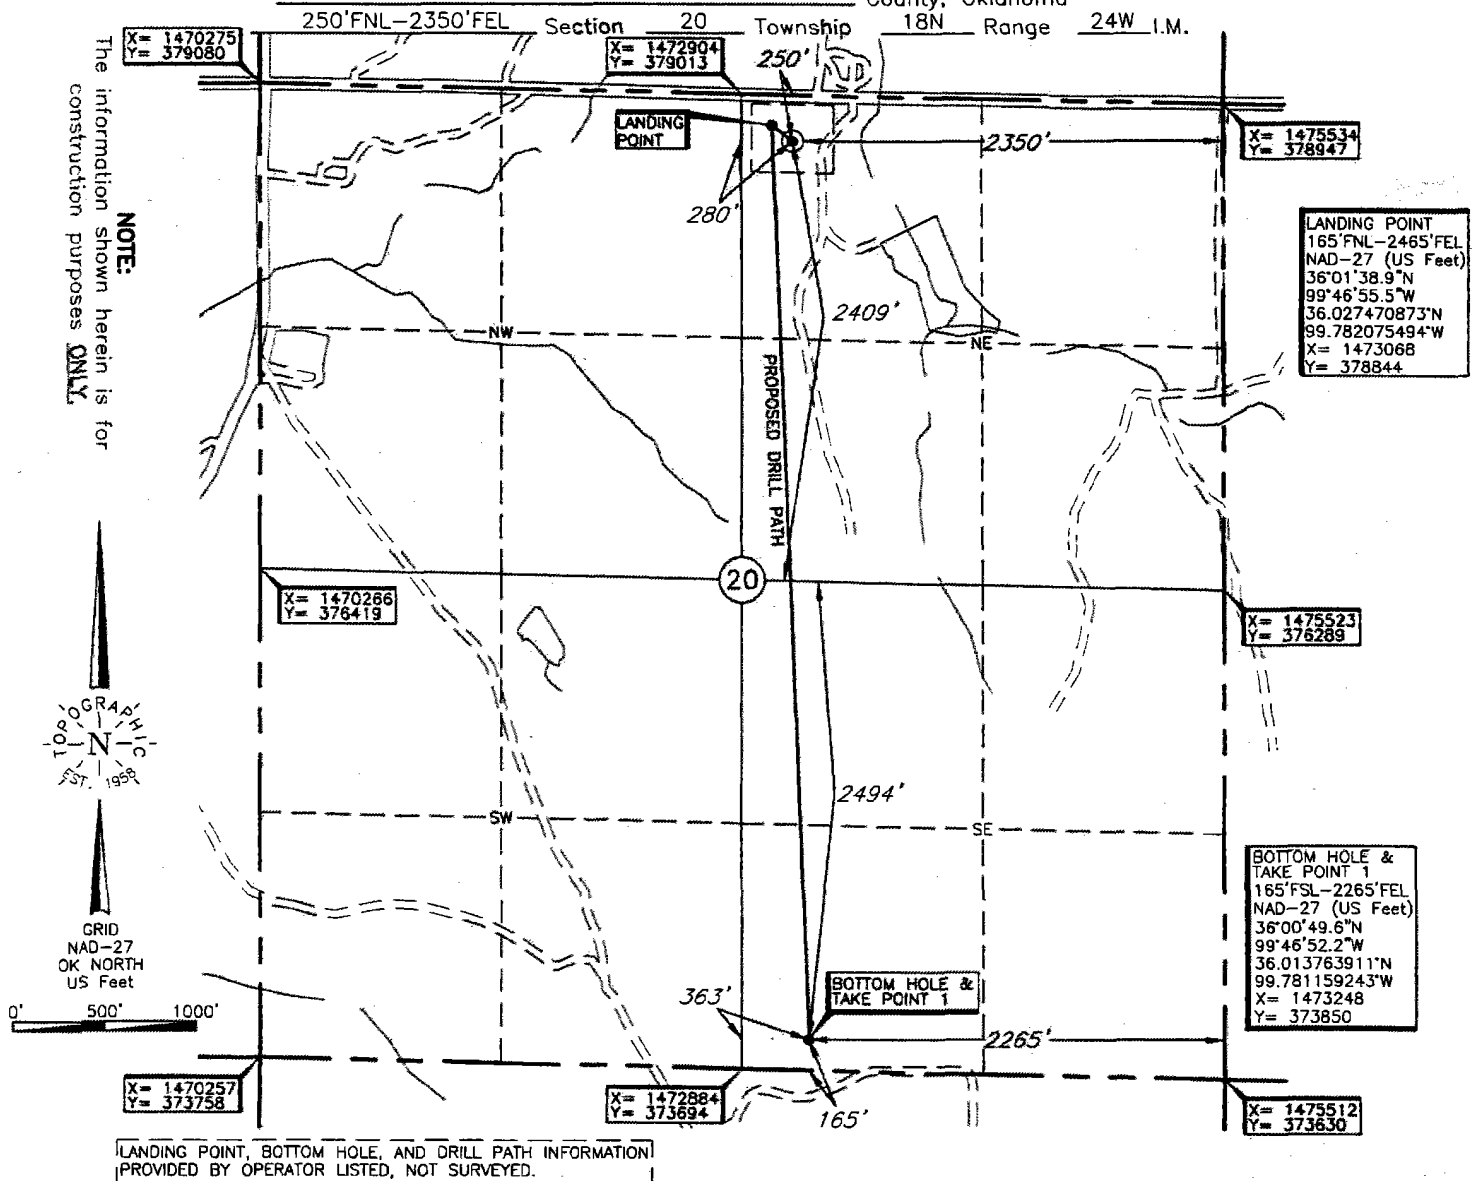 County, Oklahoma
250'FNL-2350'FEL Section 20 Township 18N Range 24W I.M.
X= 1470275
Y= 379080
X= 1472904
Y= 379013
250'
LANDING
POINT
2350'
X= 1475534
Y= 378947
280'
NOTE:
The information shown herein is for
construction purposes ONLY.
LANDING POINT
165'FNL-2465'FEL
NAD-27 (US Feet)
36°01'38.9"N
99°46'55.5"W
36.027470873°N
99.782075494°W
X= 1473068
Y= 378844
2409'
NW
NE
PROPOSED DRILL PATH
20
X= 1470266
Y= 376419
X= 1475523
Y= 376289
TOPOGRAPHIC
N
EST. 1958
2494'
SW
SE
BOTTOM HOLE &
TAKE POINT 1
165'FSL-2265'FEL
NAD-27 (US Feet)
36°00'49.6"N
99°46'52.2"W
36.013763911°N
99.781159243°W
X= 1473248
Y= 373850
GRID
NAD-27
OK NORTH
US Feet
0' 500' 1000'
363'
BOTTOM HOLE &
TAKE POINT 1
2265'
X= 1470257
Y= 373758
X= 1472884
Y= 373694
165'
X= 1475512
Y= 373630
LANDING POINT, BOTTOM HOLE, AND DRILL PATH INFORMATION
PROVIDED BY OPERATOR LISTED, NOT SURVEYED.